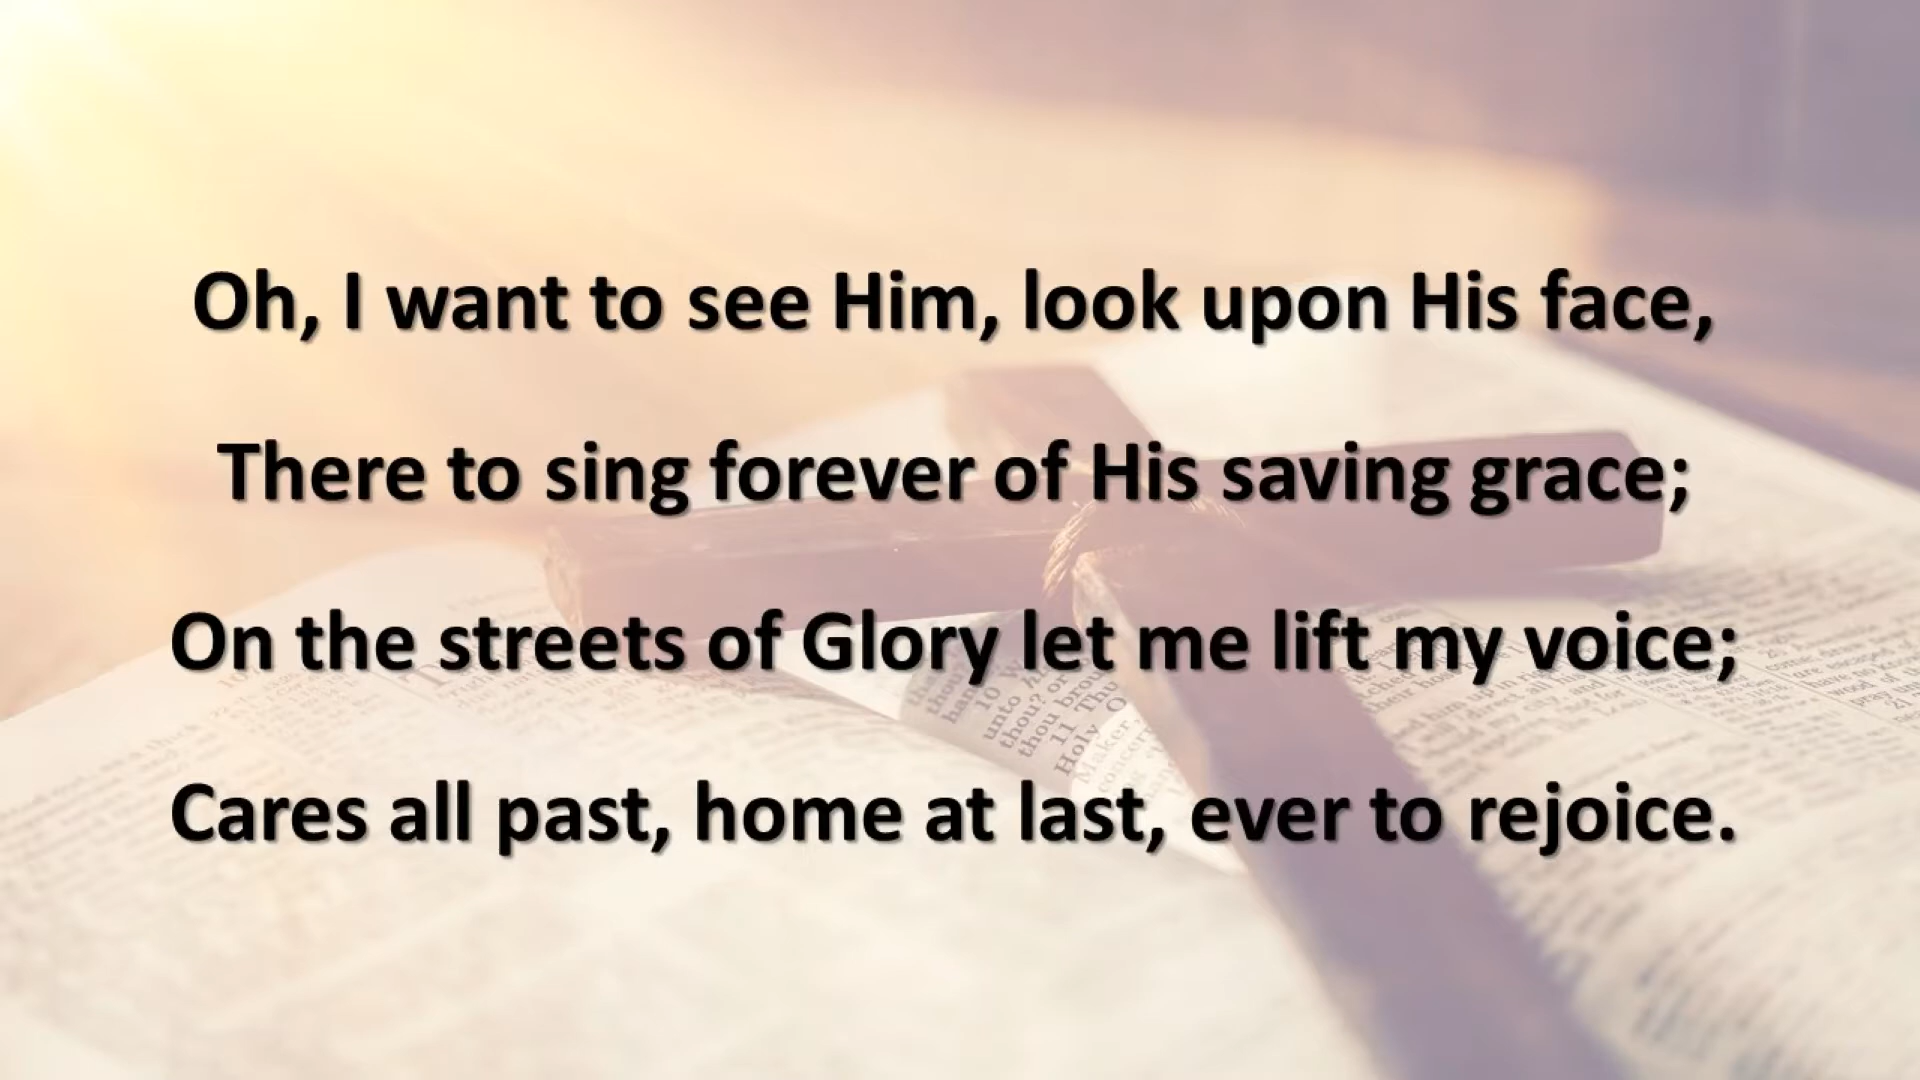 Oh, I want to see Him, look upon His face,
There to sing forever of His saving grace;
On the streets of Glory let me lift my voice;
Cares all past, home at last, ever to rejoice.